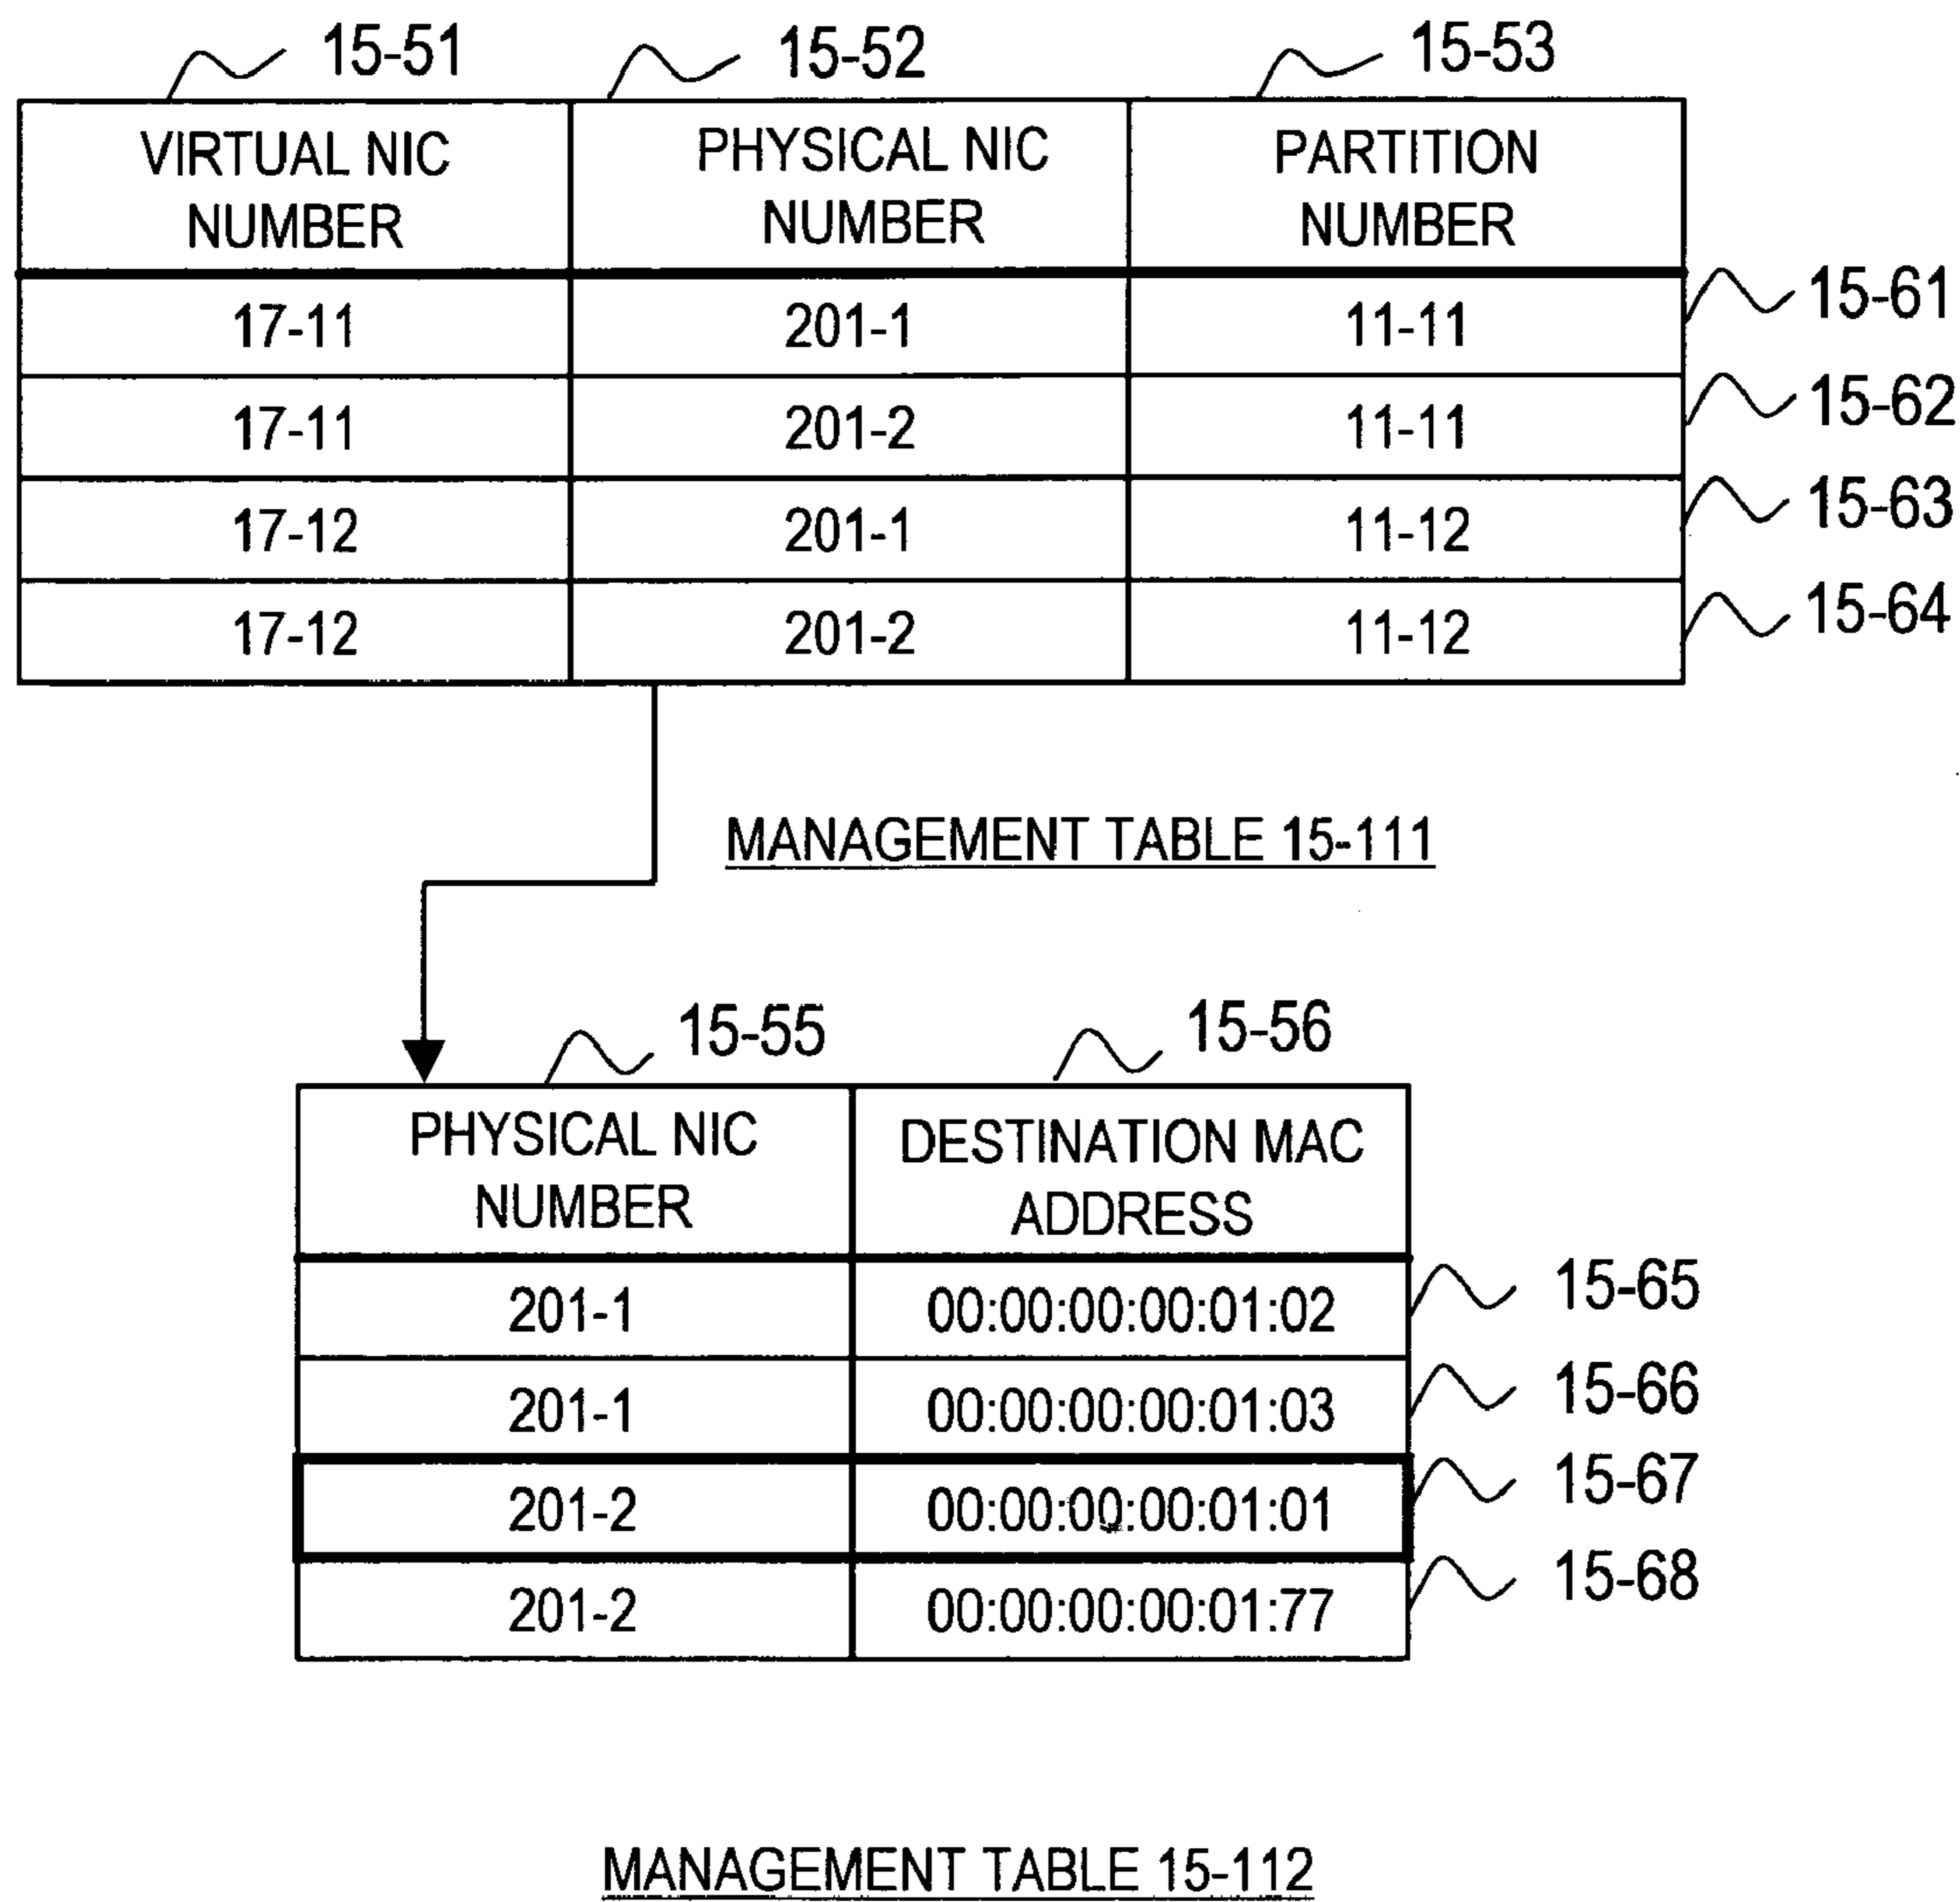 15-51 15-52 15-53
VIRTUAL NIC NUMBER PHYSICAL NIC NUMBER PARTITION NUMBER
17-11 201-1 11-11 15-61
17-11 201-2 11-11 15-62
17-12 201-1 11-12 15-63
17-12 201-2 11-12 15-64
MANAGEMENT TABLE 15-111
15-55 15-56
PHYSICAL NIC NUMBER DESTINATION MAC ADDRESS
201-1 00:00:00:00:01:02 15-65
201-1 00:00:00:00:01:03 15-66
201-2 00:00:00:00:01:01 15-67
201-2 00:00:00:00:01:77 15-68
MANAGEMENT TABLE 15-112